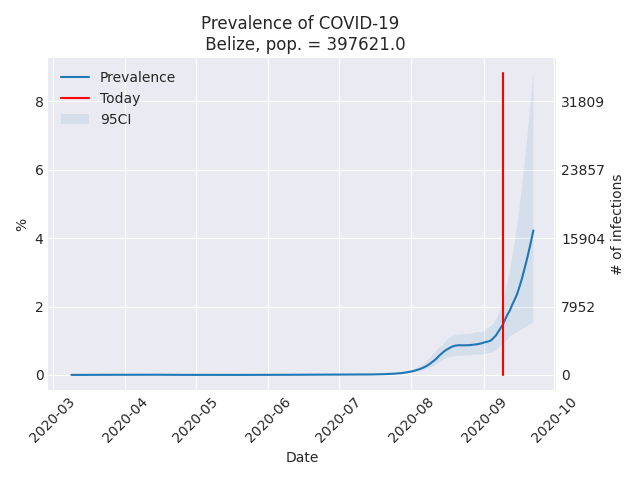 Prevalence of COVID-19
Belize, pop. = 397621.0
Prevalence
Today
95CI
%
8
6
4
2
0
31809
23857
15904
7952
0
# of infections
2020-03
2020-04
2020-05
2020-06
2020-07
2020-08
2020-09
2020-10
Date